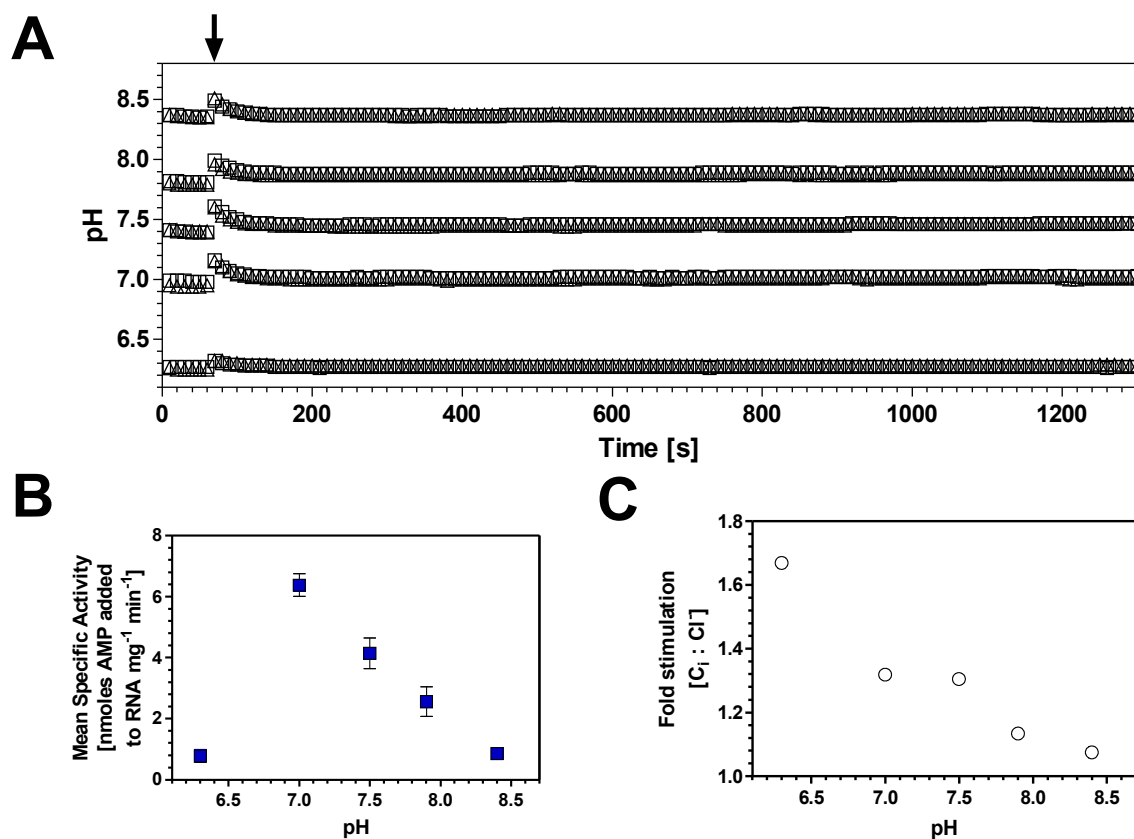 A
8.5
8.0
7.5
7.0
6.5
pH
0 200 400 600 800 1000 1200
Time [s]
B
Mean Specific Activity
[nmoles AMP added
to RNA mg⁻¹ min⁻¹]
8
6
4
2
0
6.5 7.0 7.5 8.0 8.5
pH
C
Fold stimulation
[Cᵢ : Cl⁻]
1.8
1.6
1.4
1.2
1.0
6.5 7.0 7.5 8.0 8.5
pH